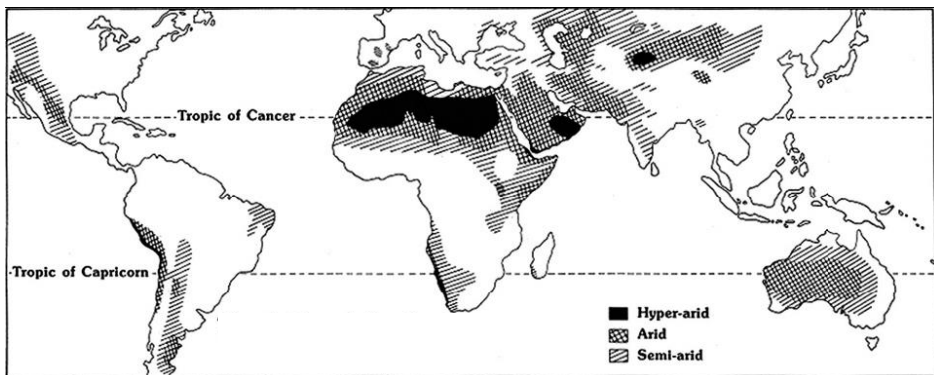 Tropic of Cancer
Tropic of Capricorn
Hyper-arid
Arid
Semi-arid